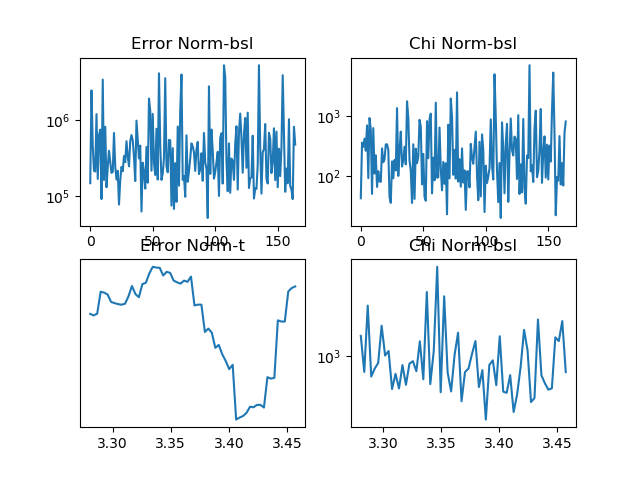 Error Norm-bsl
Chi Norm-bsl
10^6
10^5
10^3
10^2
0 50 100 150
0 50 100 150
Error Norm-t
Chi Norm-bsl
10^3
3.30 3.35 3.40 3.45
3.30 3.35 3.40 3.45